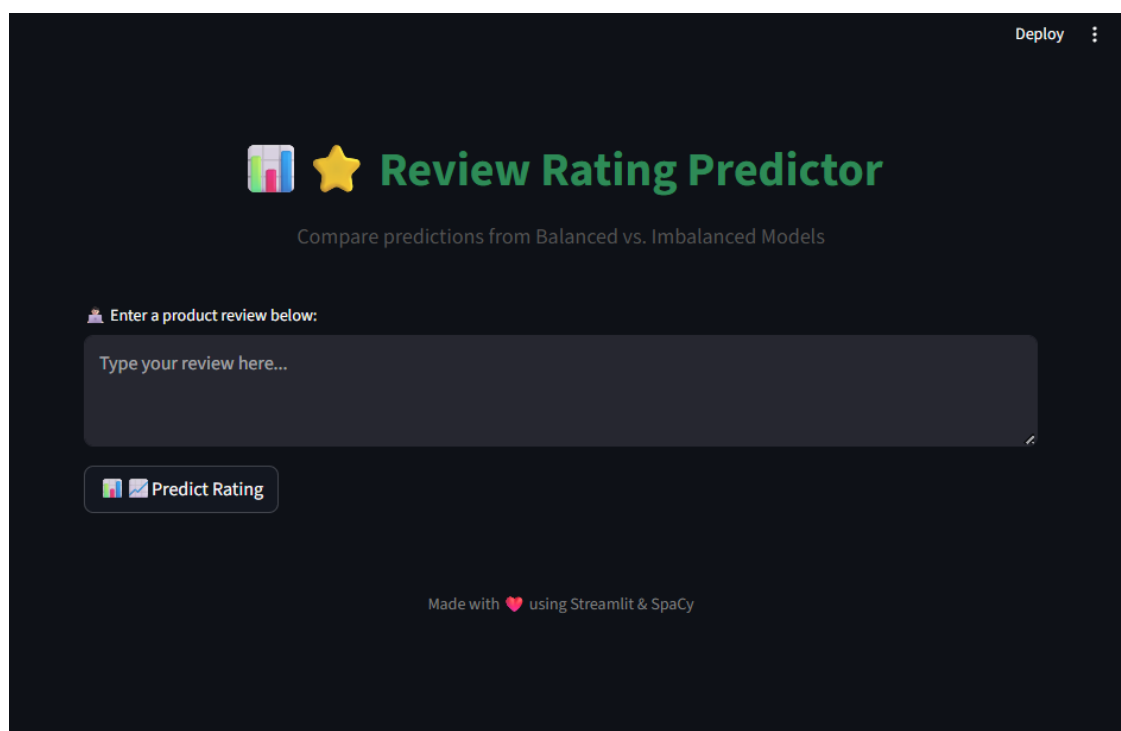 Deploy
Review Rating Predictor
Compare predictions from Balanced vs. Imbalanced Models
Enter a product review below:
Type your review here...
Predict Rating
Made with ❤️ using Streamlit & SpaCy